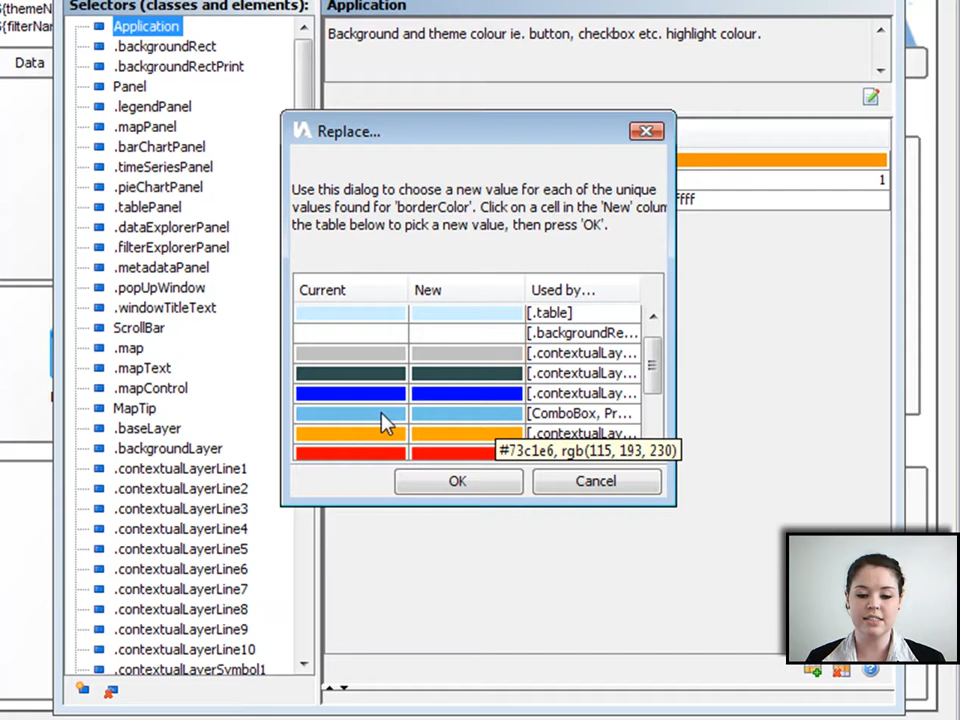 Selectors (classes and elements):
Application
Application
.backgroundRect
.backgroundRectPrint
Panel
.legendPanel
.mapPanel
.barChartPanel
.timeSeriesPanel
.pieChartPanel
.tablePanel
.dataExplorerPanel
.filterExplorerPanel
.metadataPanel
.popUpWindow
.windowTitleText
ScrollBar
.map
.mapText
.mapControl
MapTip
.baseLayer
.backgroundLayer
.contextualLayerLine1
.contextualLayerLine2
.contextualLayerLine3
.contextualLayerLine4
.contextualLayerLine5
.contextualLayerLine6
.contextualLayerLine7
.contextualLayerLine8
.contextualLayerLine9
.contextualLayerLine10
.contextualLayerSymbol1
Data
Background and theme colour ie. button, checkbox etc. highlight colour.
1
Replace...
Use this dialog to choose a new value for each of the unique
values found for 'borderColor'. Click on a cell in the 'New' colum
the table below to pick a new value, then press 'OK'.
Current New Used by...
[.table]
[.backgroundRe...
[.contextualLay...
[.contextualLay...
[.contextualLay...
[ComboBox, Pr...
[.contextualLay...
#73c1e6, rgb(115, 193, 230)
OK Cancel